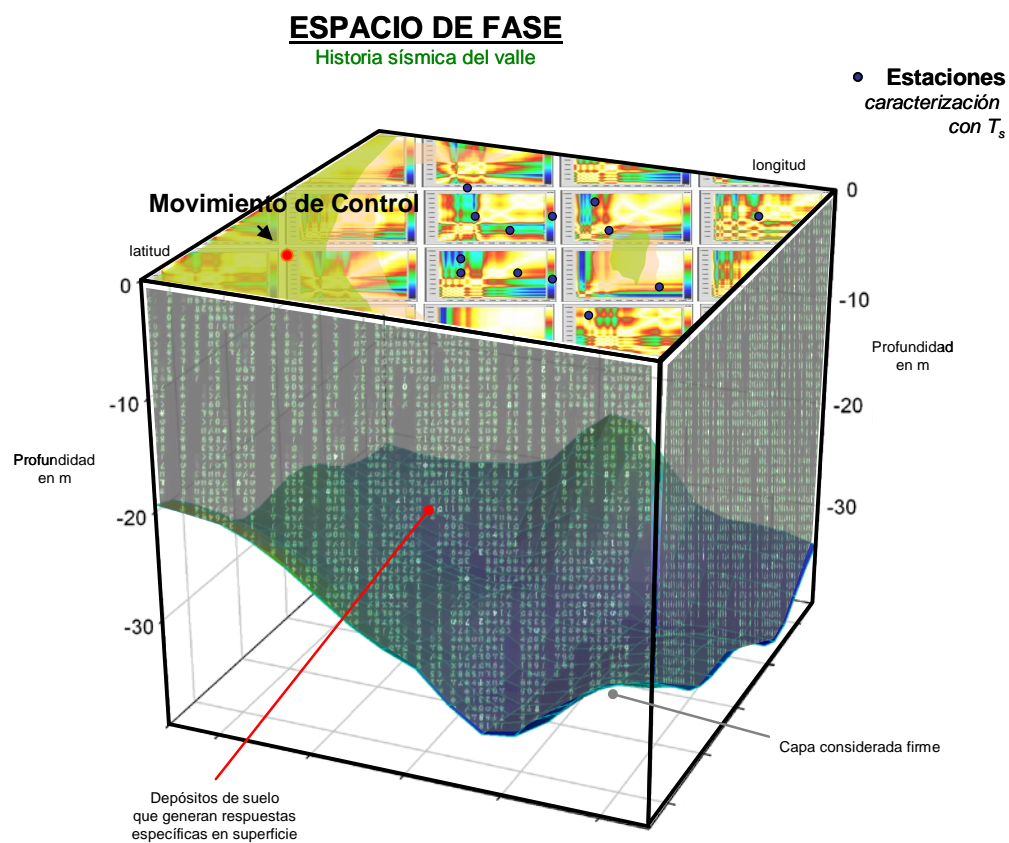 ESPACIO DE FASE
Historia sísmica del valle
Estaciones
caracterización
con Ts
longitud
Movimiento de Control
latitud
0
0
-10
-10
Profundidad
en m
-20
Profundidad
en m
-20
-30
-30
Capa considerada firme
Depósitos de suelo
que generan respuestas
específicas en superficie